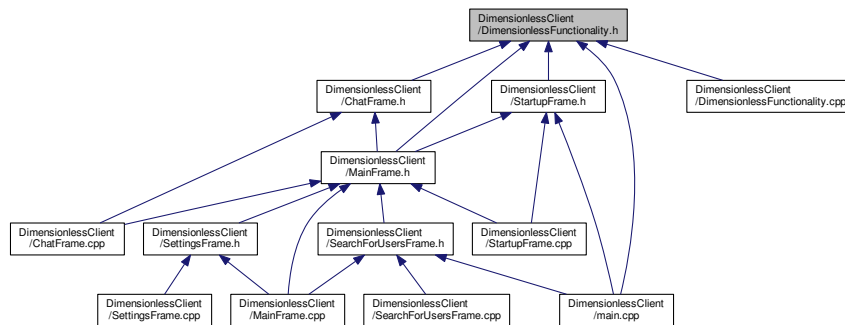 DimensionlessClient
/DimensionlessFunctionality.h
DimensionlessClient
/ChatFrame.h
DimensionlessClient
/StartupFrame.h
DimensionlessClient
/DimensionlessFunctionality.cpp
DimensionlessClient
/MainFrame.h
DimensionlessClient
/ChatFrame.cpp
DimensionlessClient
/SettingsFrame.h
DimensionlessClient
/SearchForUsersFrame.h
DimensionlessClient
/StartupFrame.cpp
DimensionlessClient
/SettingsFrame.cpp
DimensionlessClient
/MainFrame.cpp
DimensionlessClient
/SearchForUsersFrame.cpp
DimensionlessClient
/main.cpp